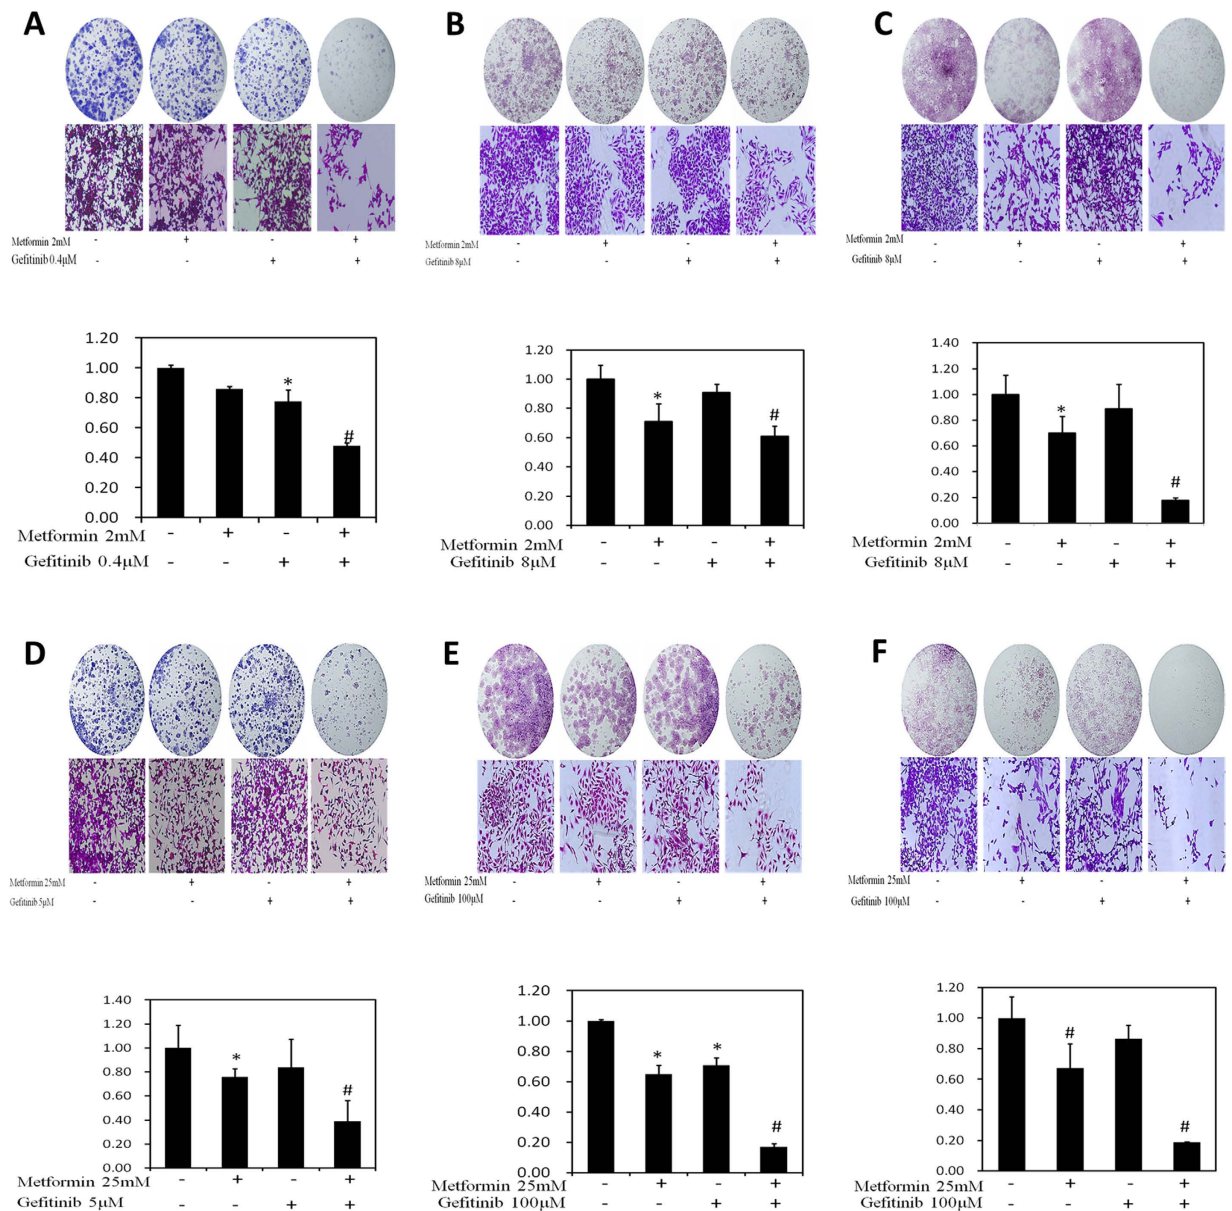 A
B
C
Metformin 2mM - + - +
Gefitinib 0.4μM - - + +
Metformin 2mM - + - +
Gefitinib 8μM - - + +
Metformin 2mM - + - +
Gefitinib 8μM - - + +
1.20
1.00
0.80
0.60
0.40
0.20
0.00
*
#
Metformin 2mM - + - +
Gefitinib 0.4μM - - + +
1.20
1.00
0.80
0.60
0.40
0.20
0.00
*
#
Metformin 2mM - + - +
Gefitinib 8μM - - + +
1.40
1.20
1.00
0.80
0.60
0.40
0.20
0.00
*
#
Metformin 2mM - + - +
Gefitinib 8μM - - + +
D
E
F
Metformin 25mM - + - +
Gefitinib 5μM - - + +
Metformin 25mM - + - +
Gefitinib 100μM - - + +
Metformin 25mM - + - +
Gefitinib 100μM - - + +
1.40
1.20
1.00
0.80
0.60
0.40
0.20
0.00
*
#
Metformin 25mM - + - +
Gefitinib 5μM - - + +
1.20
1.00
0.80
0.60
0.40
0.20
0.00
*
*
#
Metformin 25mM - + - +
Gefitinib 100μM - - + +
1.20
1.00
0.80
0.60
0.40
0.20
0.00
#
#
Metformin 25mM - + - +
Gefitinib 100μM - - + +